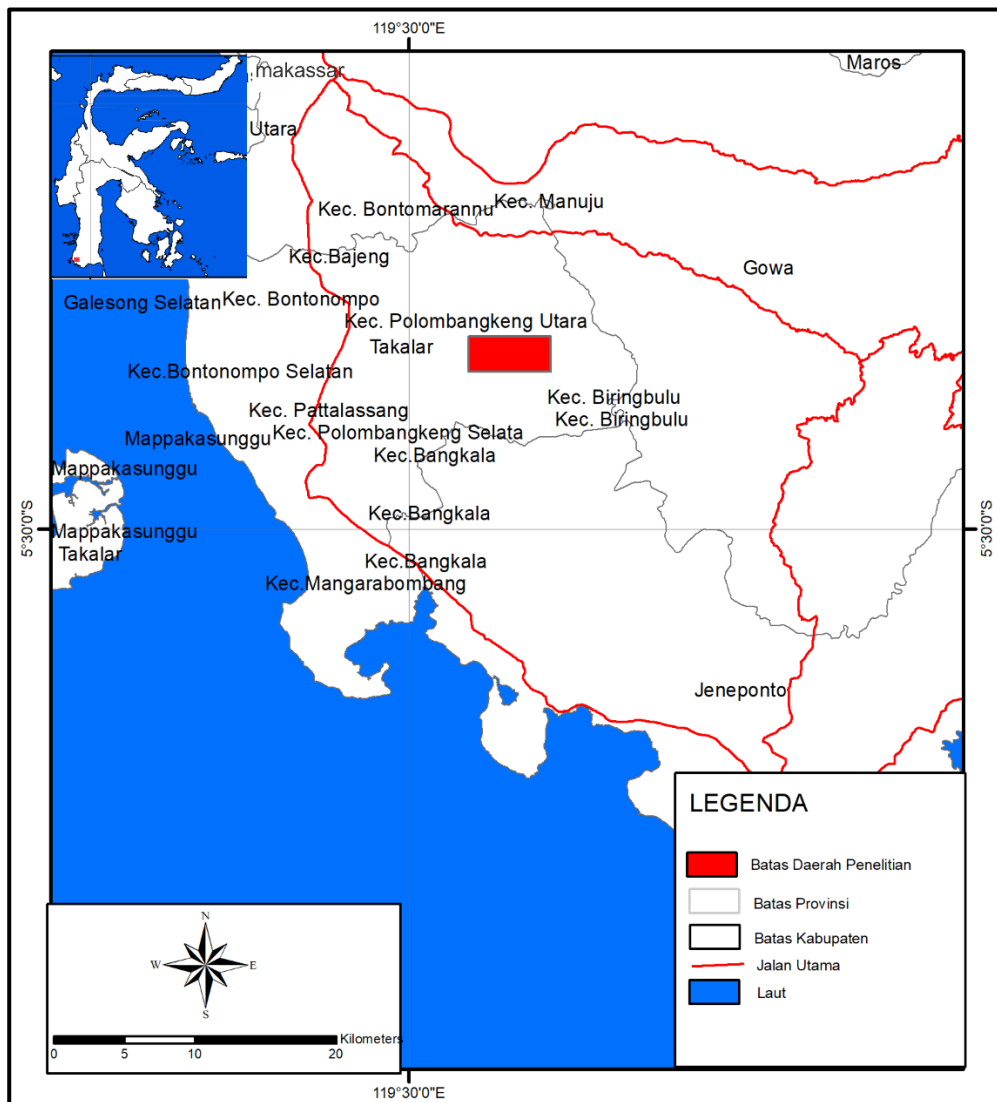 119°30'0"E
Maros
makassar
Utara
Kec. Manuju
Kec. Bontomarannu
Kec.Bajeng
Gowa
Galesong Selatan
Kec. Bontonompo
Kec. Polombangkeng Utara
Takalar
Kec.Bontonompo Selatan
Kec. Biringbulu
Kec. Pattalassang
Kec. Biringbulu
Mappakasunggu
Kec. Polombangkeng Selata
Kec.Bangkala
Mappakasunggu
Kec.Bangkala
5°30'0"S
5°30'0"S
Mappakasunggu
Takalar
Kec.Bangkala
Kec.Mangarabombang
Jeneponto
LEGENDA
Batas Daerah Penelitian
Batas Provinsi
Batas Kabupaten
Jalan Utama
Laut
N
W
E
S
Kilometers
0 5 10 20
119°30'0"E